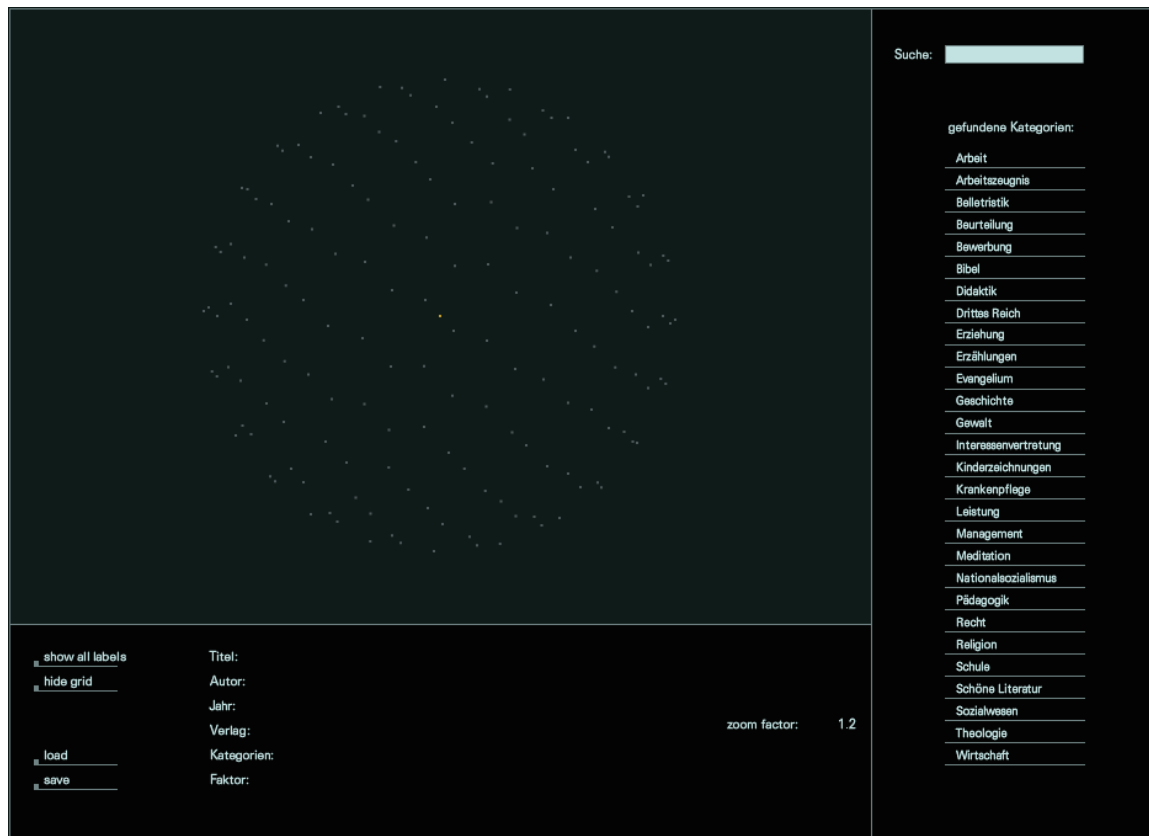 Suche:
gefundene Kategorien:
Arbeit
Arbeitszeugnis
Belletristik
Beurteilung
Bewerbung
Bibel
Didaktik
Drittes Reich
Erziehung
Erzählungen
Evangelium
Geschichte
Gewalt
Interessenvertretung
Kinderzeichnungen
Krankenpflege
Leistung
Management
Meditation
Nationalsozialismus
Pädagogik
Recht
Religion
Schule
Schöne Literatur
Sozialwesen
Theologie
Wirtschaft
show all labels
hide grid
load
save
Titel:
Autor:
Jahr:
Verlag:
Kategorien:
Faktor:
zoom factor: 1.2